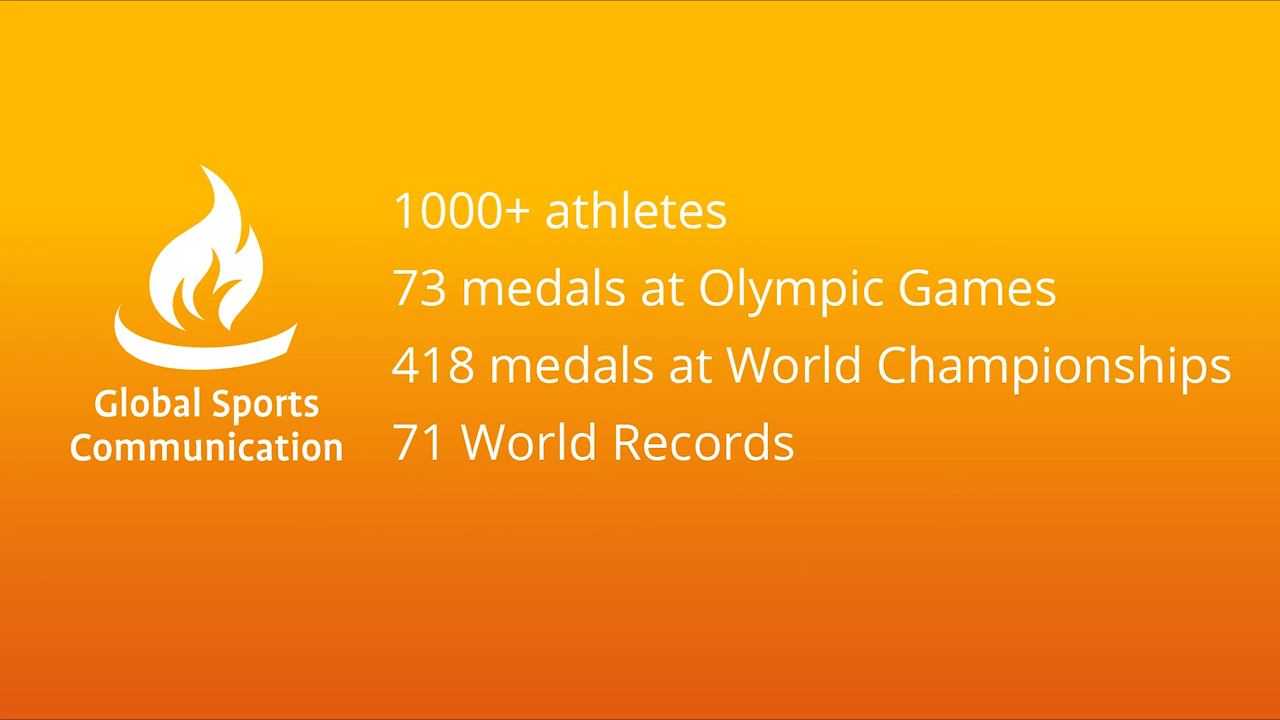 Global Sports
Communication
1000+ athletes
73 medals at Olympic Games
418 medals at World Championships
71 World Records